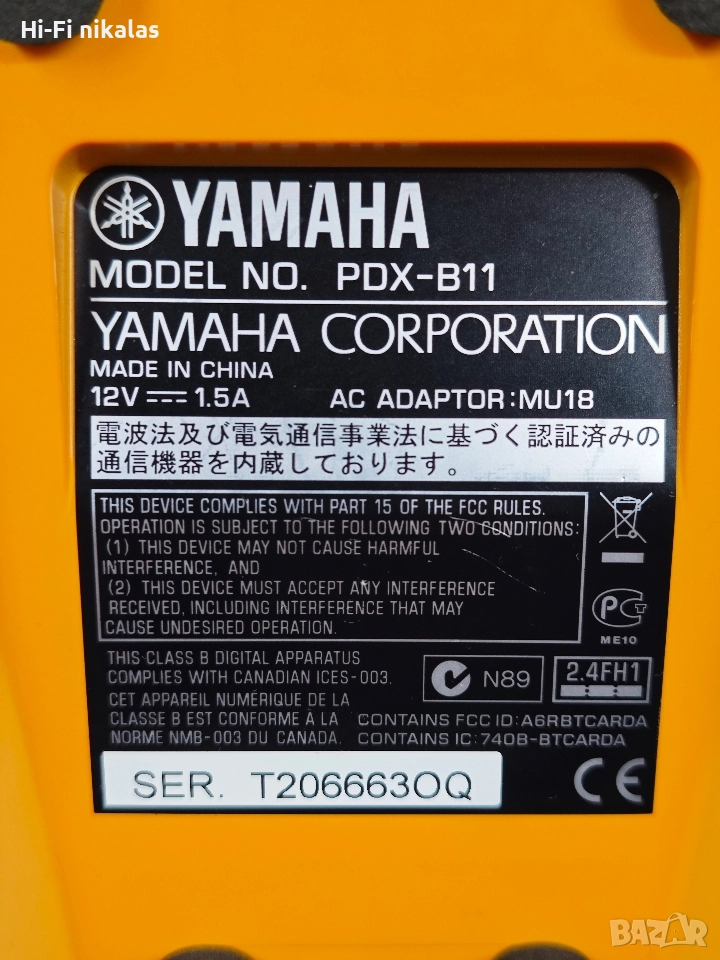 Hi-Fi nikalas
YAMAHA
MODEL NO. PDX-B11
YAMAHA CORPORATION
MADE IN CHINA
12V 1.5A AC ADAPTOR:MU18
電波法及び電気通信事業法に基づく認証済みの
通信機器を内蔵しております。
THIS DEVICE COMPLIES WITH PART 15 OF THE FCC RULES.
OPERATION IS SUBJECT TO THE FOLLOWING TWO CONDITIONS:
(1) THIS DEVICE MAY NOT CAUSE HARMFUL
INTERFERENCE, AND
(2) THIS DEVICE MUST ACCEPT ANY INTERFERENCE
RECEIVED, INCLUDING INTERFERENCE THAT MAY
CAUSE UNDESIRED OPERATION.
ME10
THIS CLASS B DIGITAL APPARATUS
COMPLIES WITH CANADIAN ICES-003.
CET APPAREIL NUMÉRIQUE DE LA
CLASSE B EST CONFORME À LA
NORME NMB-003 DU CANADA.
N89
2.4FH1
CONTAINS FCC ID:A6RBTCARDA
CONTAINS IC:740B-BTCARDA
SER. T206663OQ
CE
BAZAR